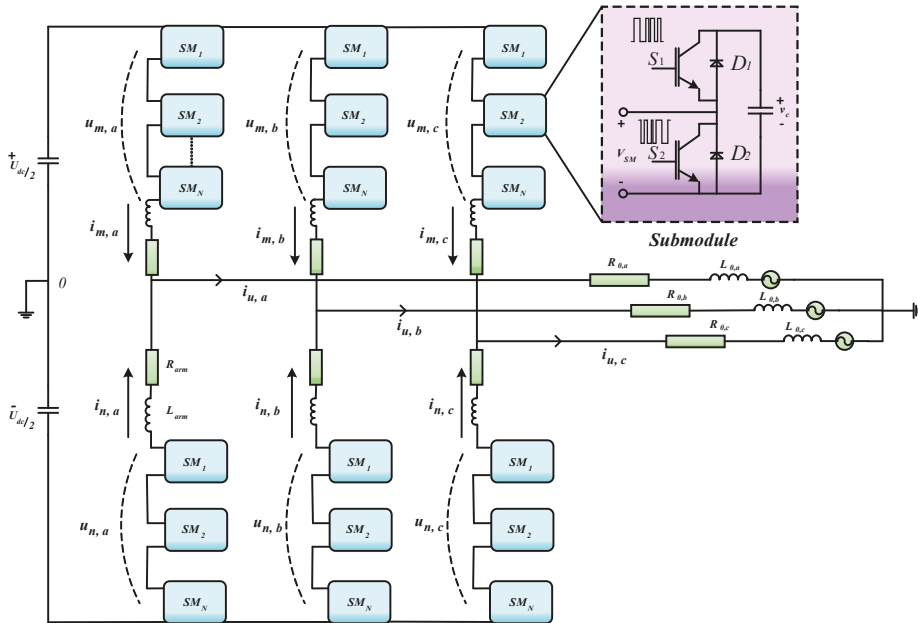 SM1 SM1 SM1
S1 D1
+ vc -
SM2 SM2 SM2
um,a um,b um,c
+
VSM S2 D2
-
+ Udc/2
SMN SMN SMN
im,a im,b im,c
Submodule
0
iu,a R0,a L0,a
iu,b R0,b L0,b
iu,c R0,c L0,c
Rarm
in,a in,b in,c
Larm
- Udc/2
SM1 SM1 SM1
un,a un,b un,c
SM2 SM2 SM2
SMN SMN SMN